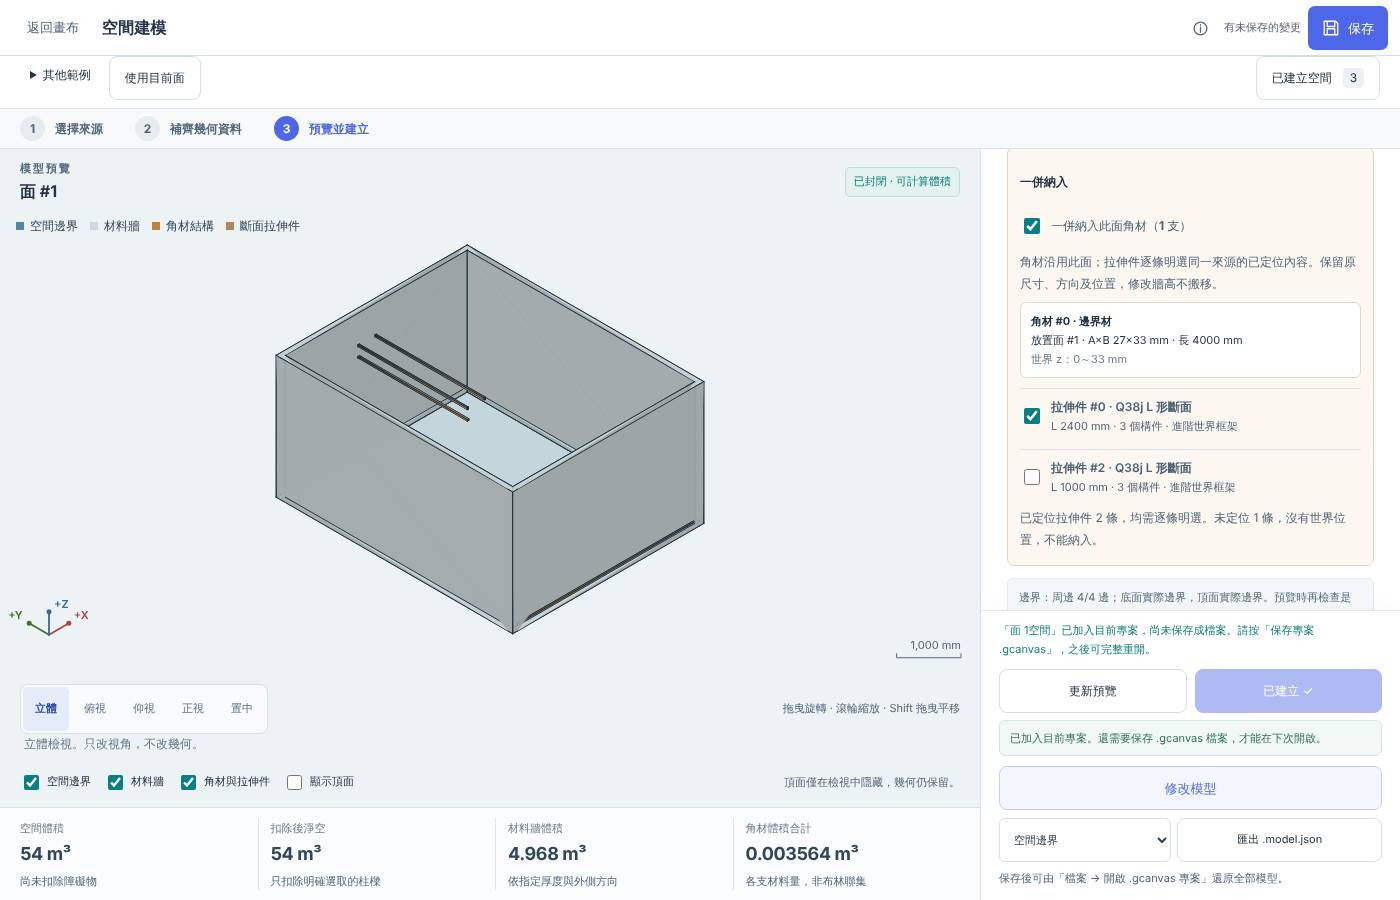 返回畫布
空間建模
有未保存的變更
保存
其他範例
使用目前面
已建立空間 3
1 選擇來源
2 補齊幾何資料
3 預覽並建立
模型預覽
面 #1
已封閉 · 可計算體積
空間邊界
材料牆
角材結構
斷面拉伸件
+Y
+Z
+X
1,000 mm
立體
俯視
仰視
正視
置中
拖曳旋轉 · 滾輪縮放 · Shift 拖曳平移
立體檢視。只改視角，不改幾何。
空間邊界
材料牆
角材與拉伸件
顯示頂面
頂面僅在檢視中隱藏，幾何仍保留。
空間體積
54 m³
尚未扣除障礙物
扣除後淨空
54 m³
只扣除明確選取的柱樑
材料牆體積
4.968 m³
依指定厚度與外側方向
角材體積合計
0.003564 m³
各支材料量，非布林聯集
一併納入
一併納入此面角材（1 支）
角材沿用此面；拉伸件逐條明選同一來源的已定位內容。保留原
尺寸、方向及位置，修改牆高不搬移。
角材 #0 · 邊界材
放置面 #1 · A×B 27×33 mm · 長 4000 mm
世界 z：0～33 mm
拉伸件 #0 · Q38j L 形斷面
L 2400 mm · 3 個構件 · 進階世界框架
拉伸件 #2 · Q38j L 形斷面
L 1000 mm · 3 個構件 · 進階世界框架
已定位拉伸件 2 條，均需逐條明選。未定位 1 條，沒有世界位
置，不能納入。
邊界：周邊 4/4 邊；底面實際邊界，頂面實際邊界。預覽時再檢查是
「面 1空間」已加入目前專案，尚未保存成檔案。請按「保存專案
.gcanvas」，之後可完整重開。
更新預覽
已建立 ✓
已加入目前專案。還需要保存 .gcanvas 檔案，才能在下次開啟。
修改模型
空間邊界
匯出 .model.json
保存後可由「檔案 → 開啟 .gcanvas 專案」還原全部模型。